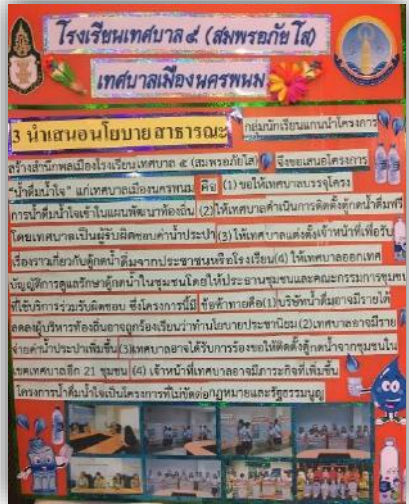 โรงเรียนเทศบาล ๕ (สมพรอภัยโส)
เทศบาลเมืองนครพนม
3 นำเสนอนโยบายสาธารณะ
กลุ่มนักเรียนแกนนำโครงการ
สร้างสำนึกพลเมืองโรงเรียนเทศบาล ๕ (สมพรอภัยโส) จึงขอเสนอโครงการ
"น้ำดื่มน้ำใจ" แก่เทศบาลเมืองนครพนม คือ (1) ขอให้เทศบาลบรรจุโครง
การน้ำดื่มน้ำใจเข้าในแผนพัฒนาท้องถิ่น (2)ให้เทศบาลดำเนินการติดตั้งตู้กดน้ำดื่มฟรี
โดยเทศบาลเป็นผู้รับผิดชอบค่าน้ำประปา (3) ให้เทศบาลแต่งตั้งเจ้าหน้าที่เพื่อรับ
เรื่องราวเกี่ยวกับตู้กดน้ำดื่มจากประชาชนหรือโรงเรียน(4) ให้เทศบาลออกเทศ
บัญญัติการดูแลรักษาตู้กดน้ำในชุมชนโดยให้ประธานชุมชนและคณะกรรมการชุมชน
ที่ใช้บริการร่วมรับผิดชอบ ซึ่งโครงการนี้มี ข้อท้าทายคือ(1)บริษัทน้ำดื่มอาจมีรายได้
ลดลงผู้บริหารท้องถิ่นอาจถูกร้องเรียนว่าทำนโยบายประชานิยม (2)เทศบาลอาจมีราย
จ่ายค่าน้ำประปาเพิ่มขึ้น(3)เทศบาลอาจได้รับการร้องขอให้ติดตั้งตู้กดน้ำจากชุมชนใน
เขตเทศบาลอีก 21 ชุมชน (4) เจ้าหน้าที่เทศบาลอาจมีภาระกิจที่เพิ่มขึ้น
โครงการน้ำดื่มน้ำใจเป็นโครงการที่ไม่ขัดต่อกฎหมายและรัฐธรรมนูญ